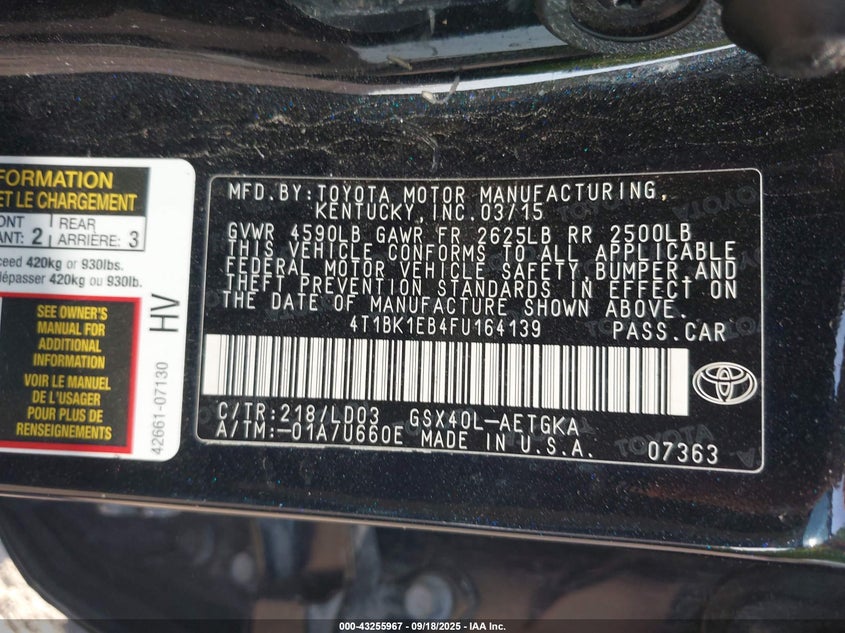 FORMATION
ET LE CHARGEMENT
2
REAR
ARRIÈRE: 3
420kg or 930lbs.
dépasser 420kg ou 930lb.
SEE OWNER'S
MANUAL FOR
ADDITIONAL
INFORMATION
VOIR LE MANUEL
DE L'USAGER
POUR PLUS DE
RENSEIGNEMENTS
HV
42661-07130
MFD.BY:TOYOTA MOTOR MANUFACTURING,
KENTUCKY, INC.03/15
GVWR 4590LB GAWR FR 2625LB RR 2500LB
THIS VEHICLE CONFORMS TO ALL APPLICABLE
FEDERAL MOTOR VEHICLE SAFETY, BUMPER, AND
THEFT PREVENTION STANDARDS IN EFFECT ON
THE DATE OF MANUFACTURE SHOWN ABOVE.
4T1BK1EB4FU164139 PASS.CAR
C/TR:218/LD03 GSX40L-AETGKA
A/TM:-01A/U660E MADE IN U.S.A. 07363
000-43255967 - 09/18/2025 - IAA Inc.